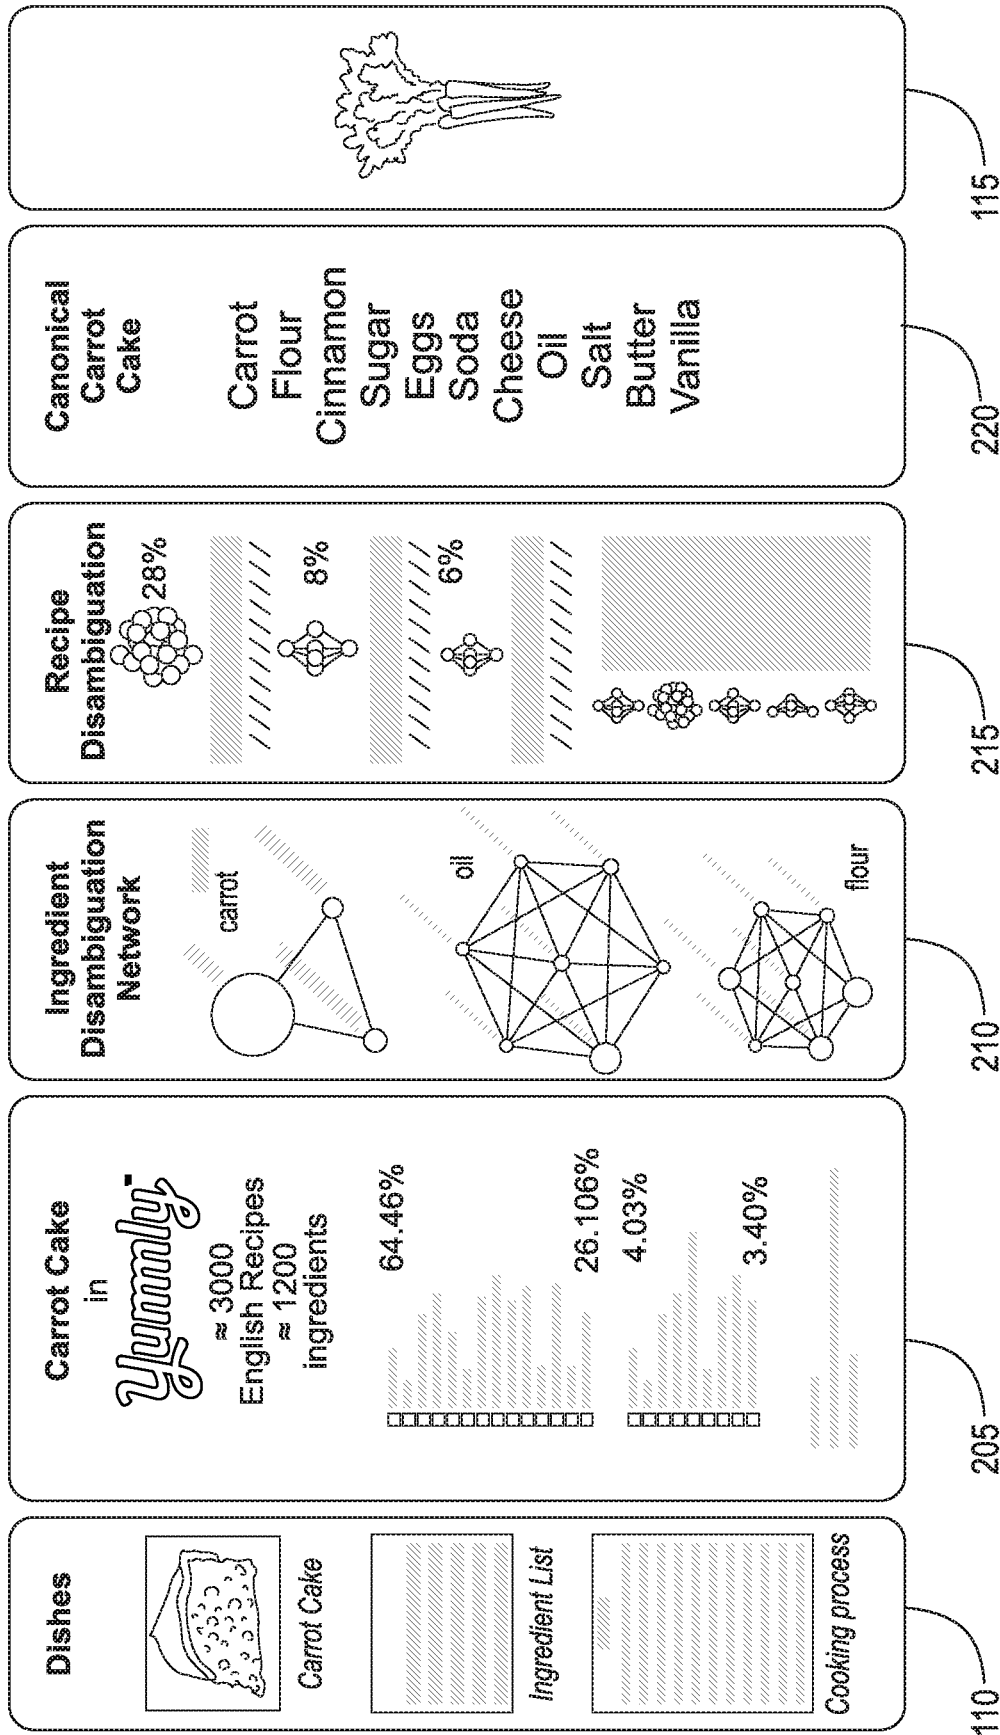 Dishes
Carrot Cake
Ingredient List
Cooking process
110
Carrot Cake
in
Yummly
≈ 3000
English Recipes
≈ 1200
ingredients
64.46%
26.106%
4.03%
3.40%
205
Ingredient
Disambiguation
Network
carrot
oil
flour
210
Recipe
Disambiguation
28%
8%
6%
215
Canonical
Carrot
Cake
Carrot
Flour
Cinnamon
Sugar
Eggs
Soda
Cheese
Oil
Salt
Butter
Vanilla
220
115